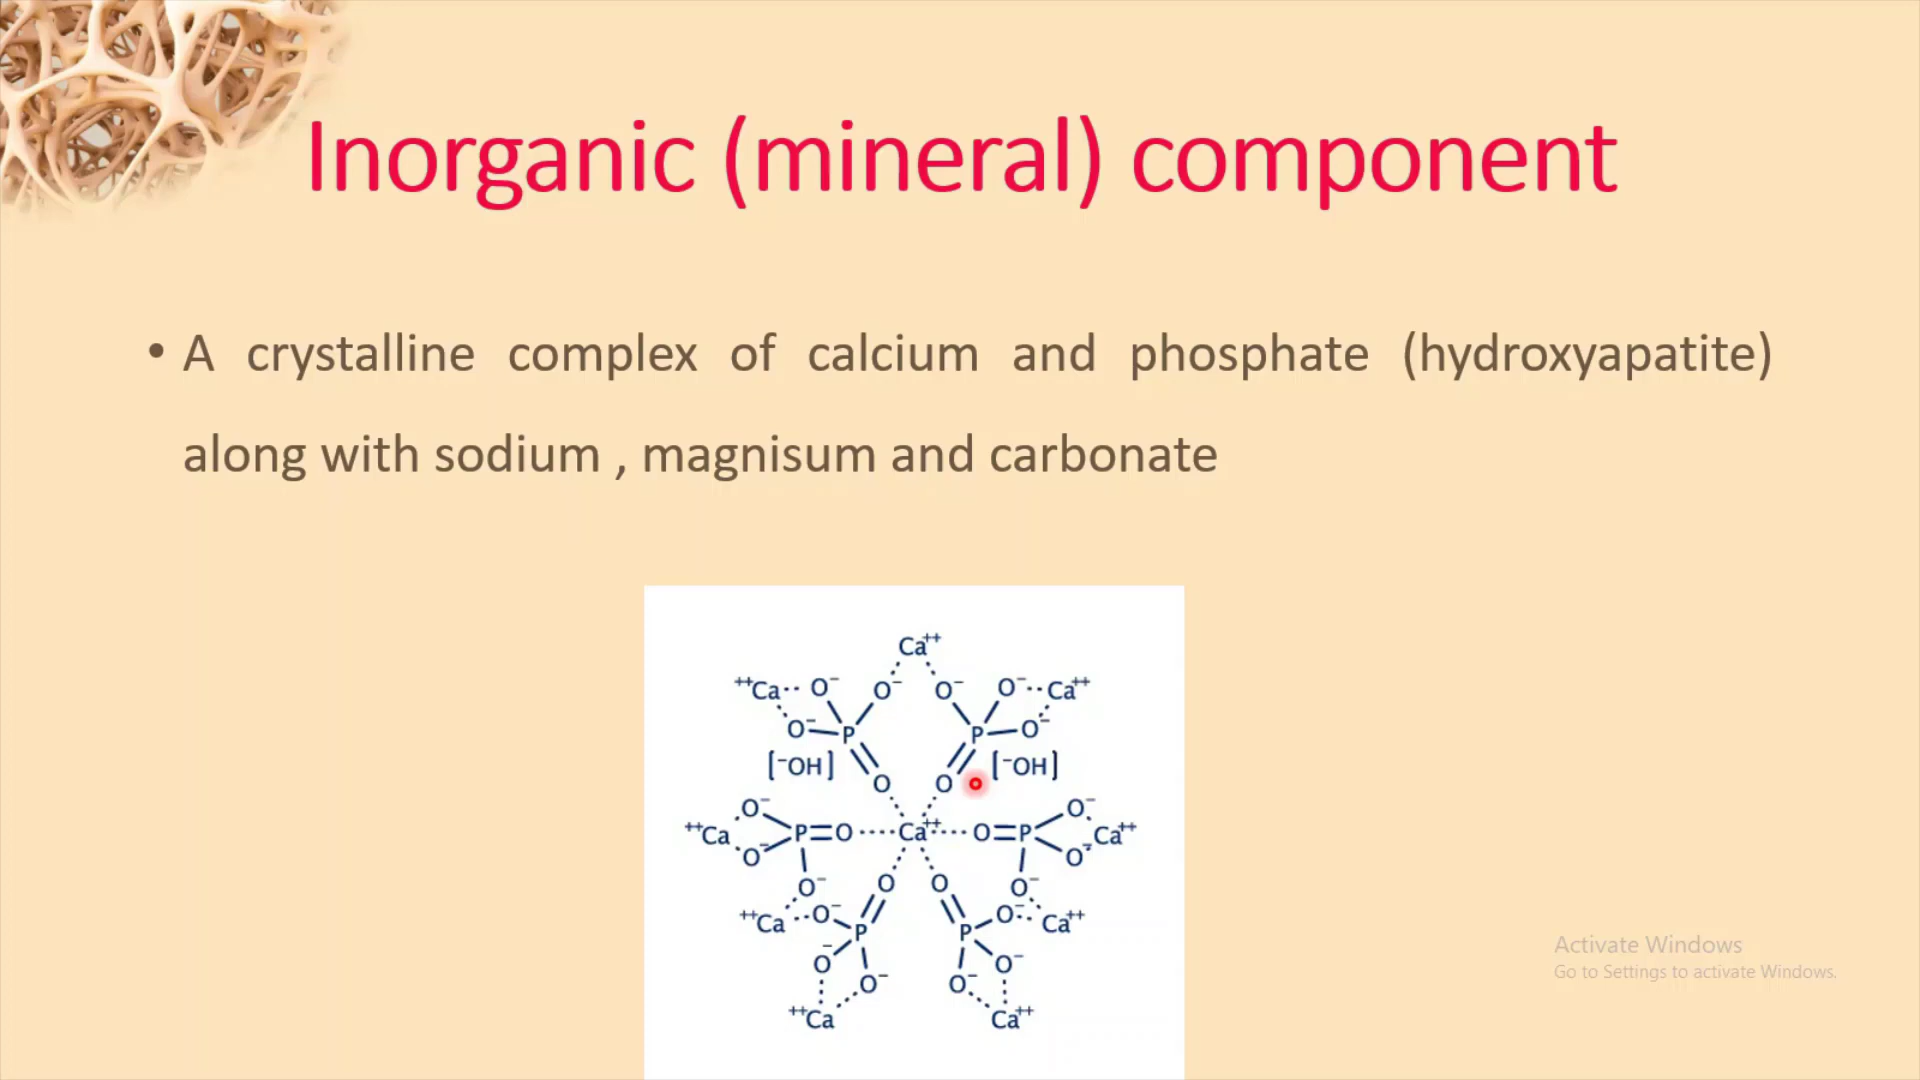 Inorganic (mineral) component
• A crystalline complex of calcium and phosphate (hydroxyapatite)
along with sodium , magnisum and carbonate
Ca++
++Ca O– O– O– O– Ca++
O– P P O–
[–OH] [–OH]
O O
O– O–
++Ca P O Ca++ O P Ca++
O– O–
O– O O O–
++Ca O– O– Ca++
P P
O– O–
O– O–
++Ca Ca++
Activate Windows
Go to Settings to activate Windows.